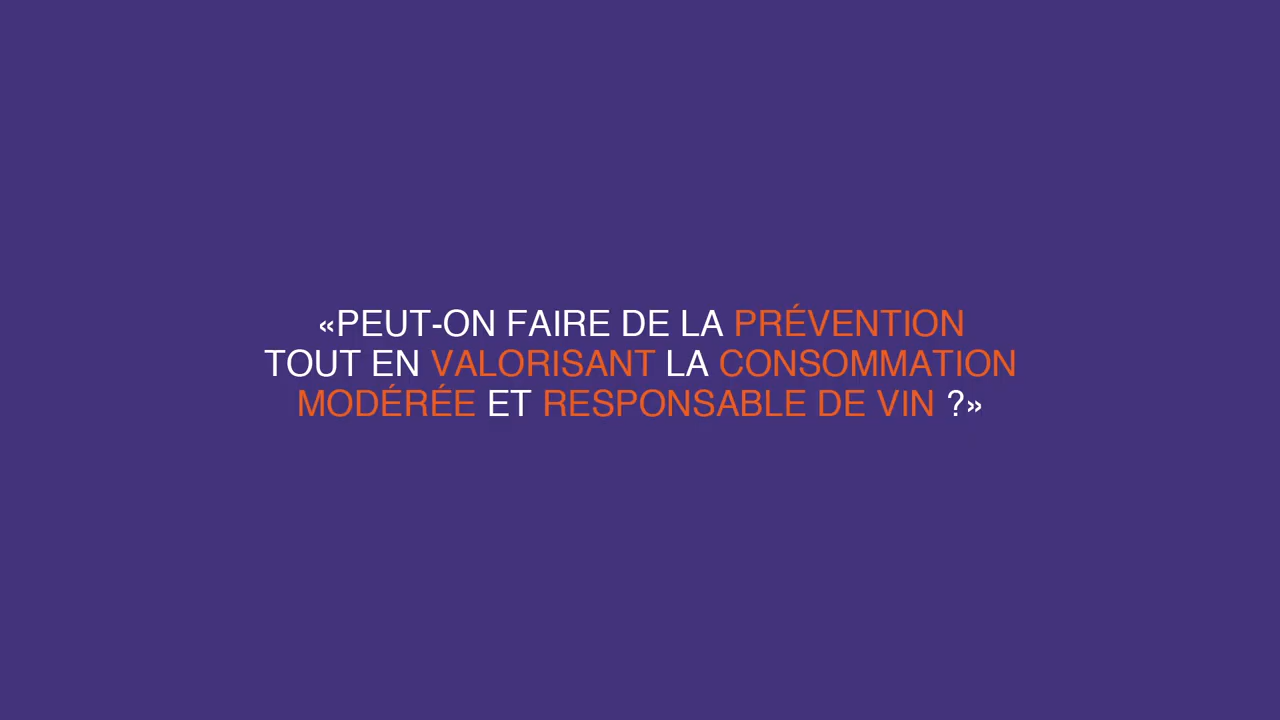 «PEUT-ON FAIRE DE LA PRÉVENTION
TOUT EN VALORISANT LA CONSOMMATION
MODÉRÉE ET RESPONSABLE DE VIN ?»